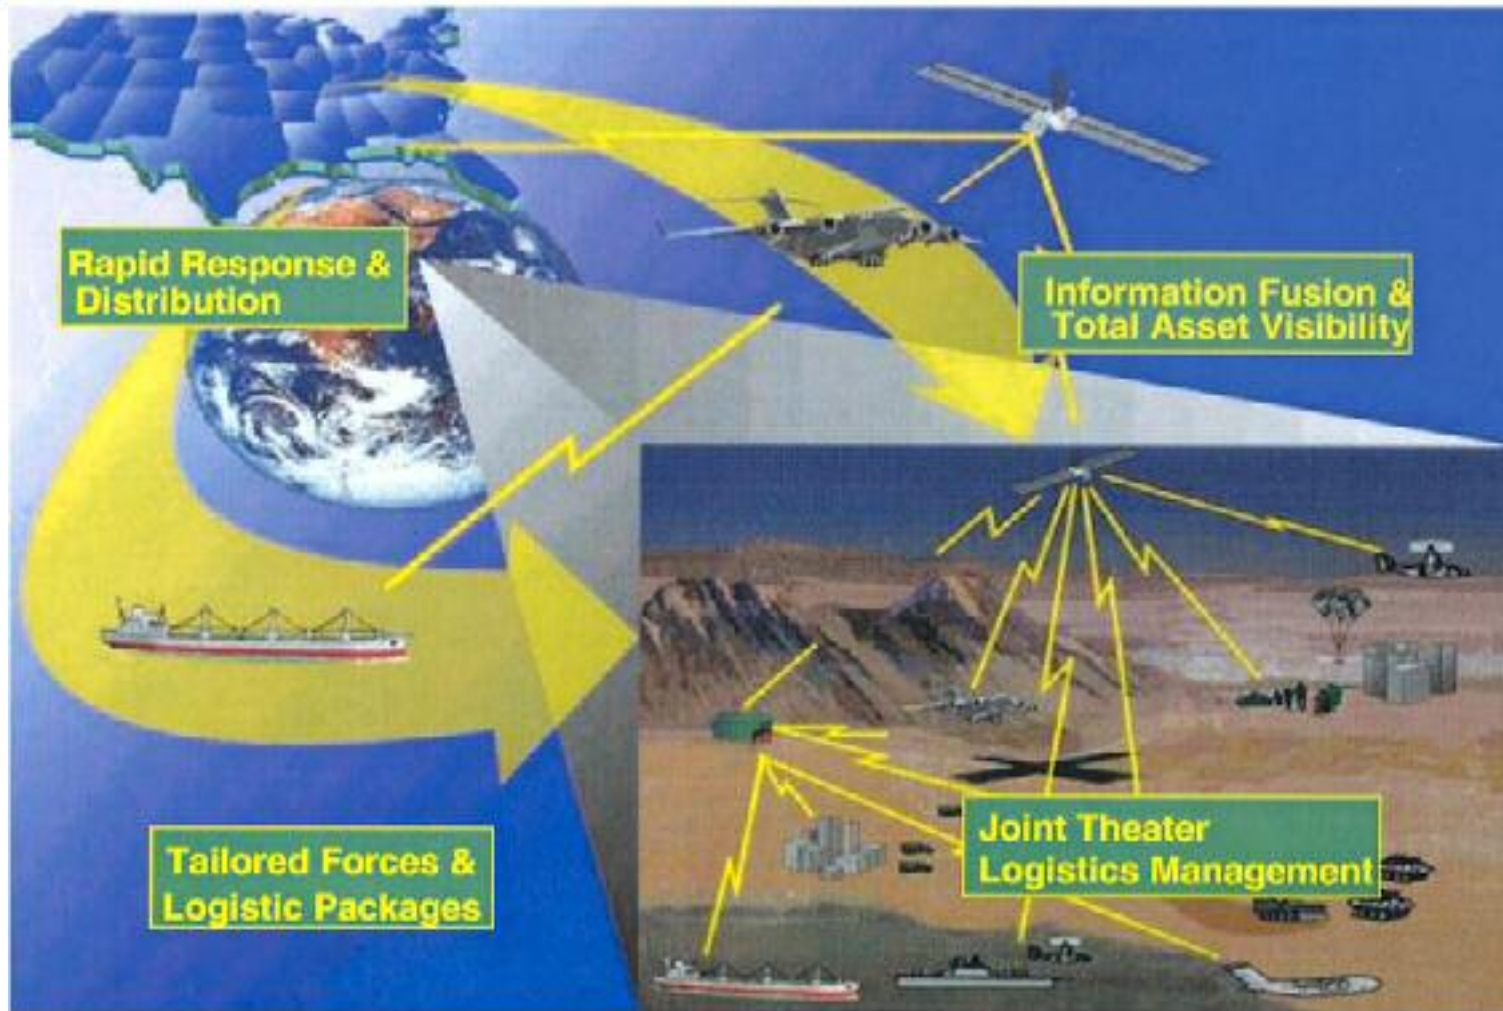 Rapid Response &
Distribution
Information Fusion &
Total Asset Visibility
Tailored Forces &
Logistic Packages
Joint Theater
Logistics Management